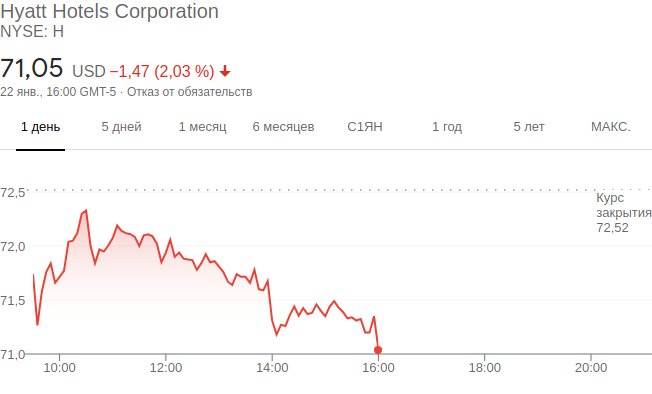 Hyatt Hotels Corporation
NYSE: H
71,05 USD −1,47 (2,03 %)
22 янв., 16:00 GMT-5 · Отказ от обязательств
1 день 5 дней 1 месяц 6 месяцев С1ЯН 1 год 5 лет МАКС.
72,5
Курс
закрытия
72,52
72,0
71,5
71,0
10:00 12:00 14:00 16:00 18:00 20:00